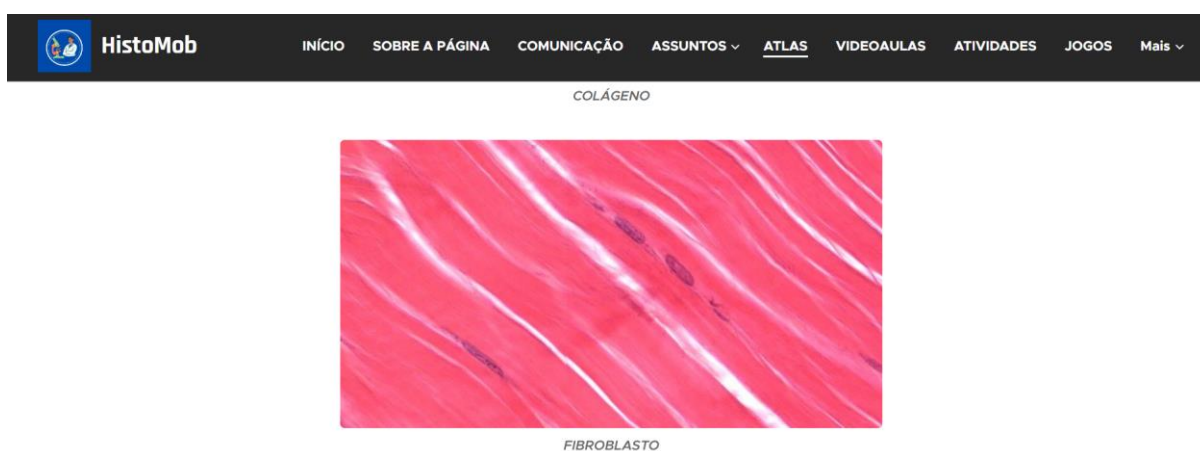 HistoMob INÍCIO SOBRE A PÁGINA COMUNICAÇÃO ASSUNTOS ATLAS VIDEOAULAS ATIVIDADES JOGOS Mais
COLÁGENO
FIBROBLASTO